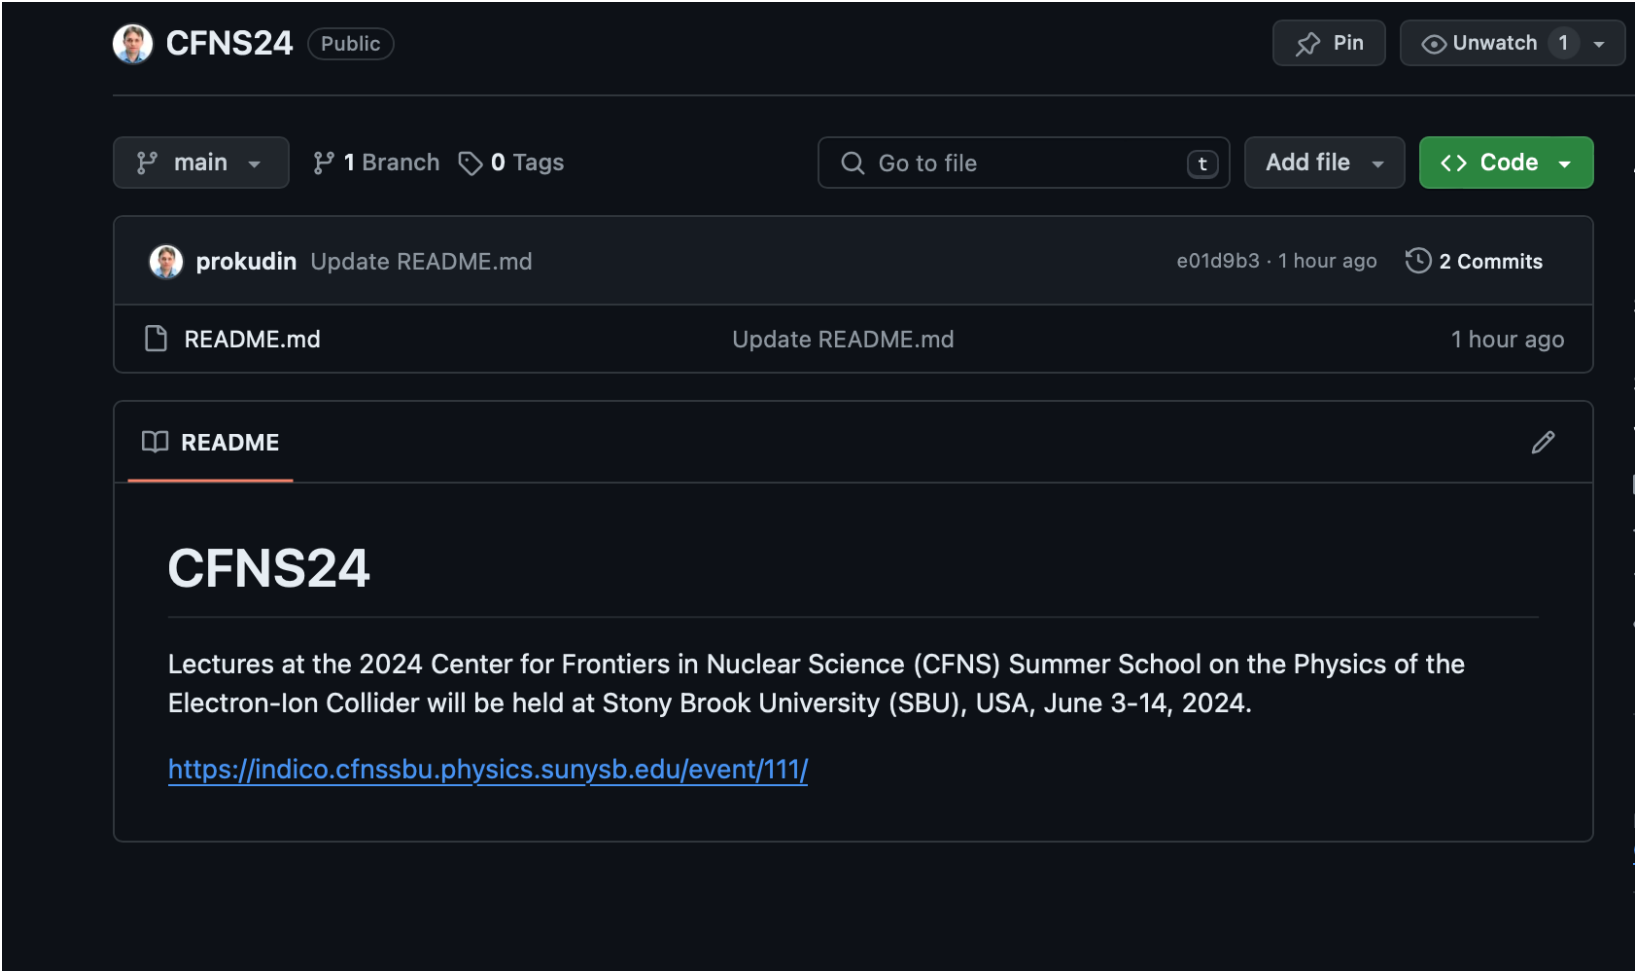 CFNS24 Public
Pin
Unwatch 1
main
1 Branch
0 Tags
Go to file t
Add file
Code
prokudin Update README.md
e01d9b3 · 1 hour ago
2 Commits
README.md
Update README.md
1 hour ago
README
CFNS24
Lectures at the 2024 Center for Frontiers in Nuclear Science (CFNS) Summer School on the Physics of the
Electron-Ion Collider will be held at Stony Brook University (SBU), USA, June 3-14, 2024.
https://indico.cfnssbu.physics.sunysb.edu/event/111/